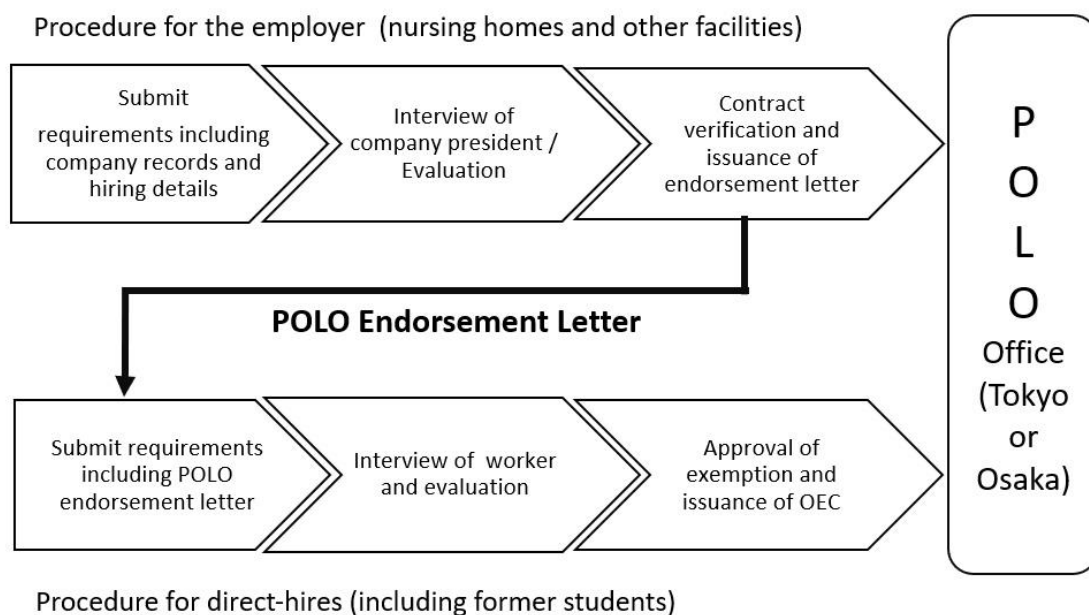 Procedure for the employer (nursing homes and other facilities)
Submit
requirements including
company records and
hiring details
Interview of
company president /
Evaluation
Contract
verification and
issuance of
endorsement letter
POLO Endorsement Letter
Submit requirements
including POLO
endorsement letter
Interview of worker
and evaluation
Approval of
exemption and
issuance of OEC
Procedure for direct-hires (including former students)
P
O
L
O
Office
(Tokyo
or
Osaka)